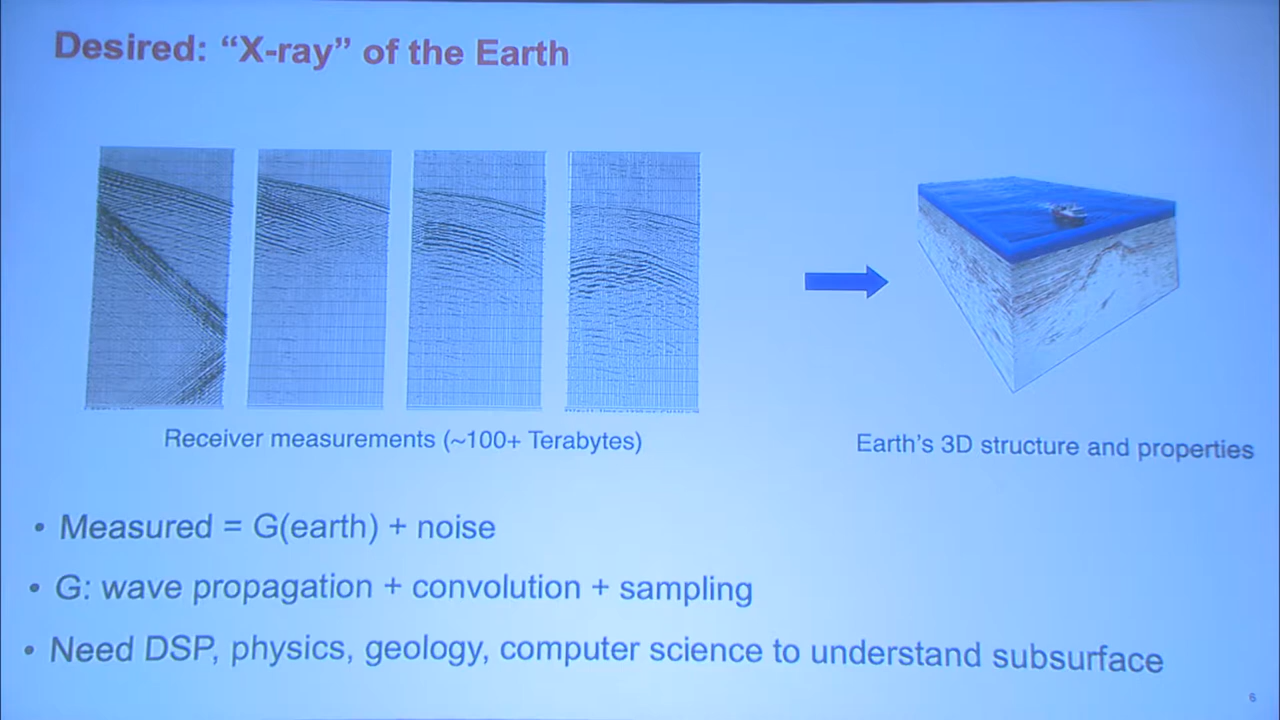 Desired: “X-ray” of the Earth
Receiver measurements (~100+ Terabytes)
Earth’s 3D structure and properties
• Measured = G(earth) + noise
• G: wave propagation + convolution + sampling
• Need DSP, physics, geology, computer science to understand subsurface
6